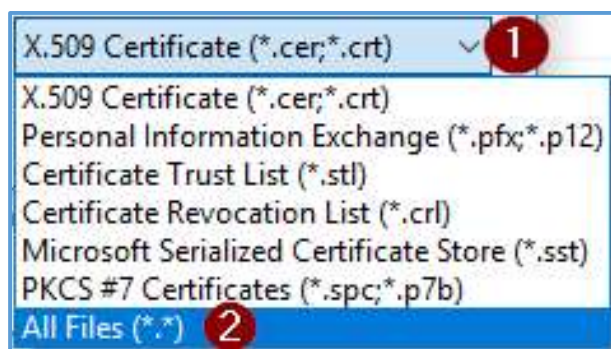 X.509 Certificate (*.cer;*.crt) 1
X.509 Certificate (*.cer;*.crt)
Personal Information Exchange (*.pfx;*.p12)
Certificate Trust List (*.stl)
Certificate Revocation List (*.crl)
Microsoft Serialized Certificate Store (*.sst)
PKCS #7 Certificates (*.spc;*.p7b)
All Files (*.*) 2